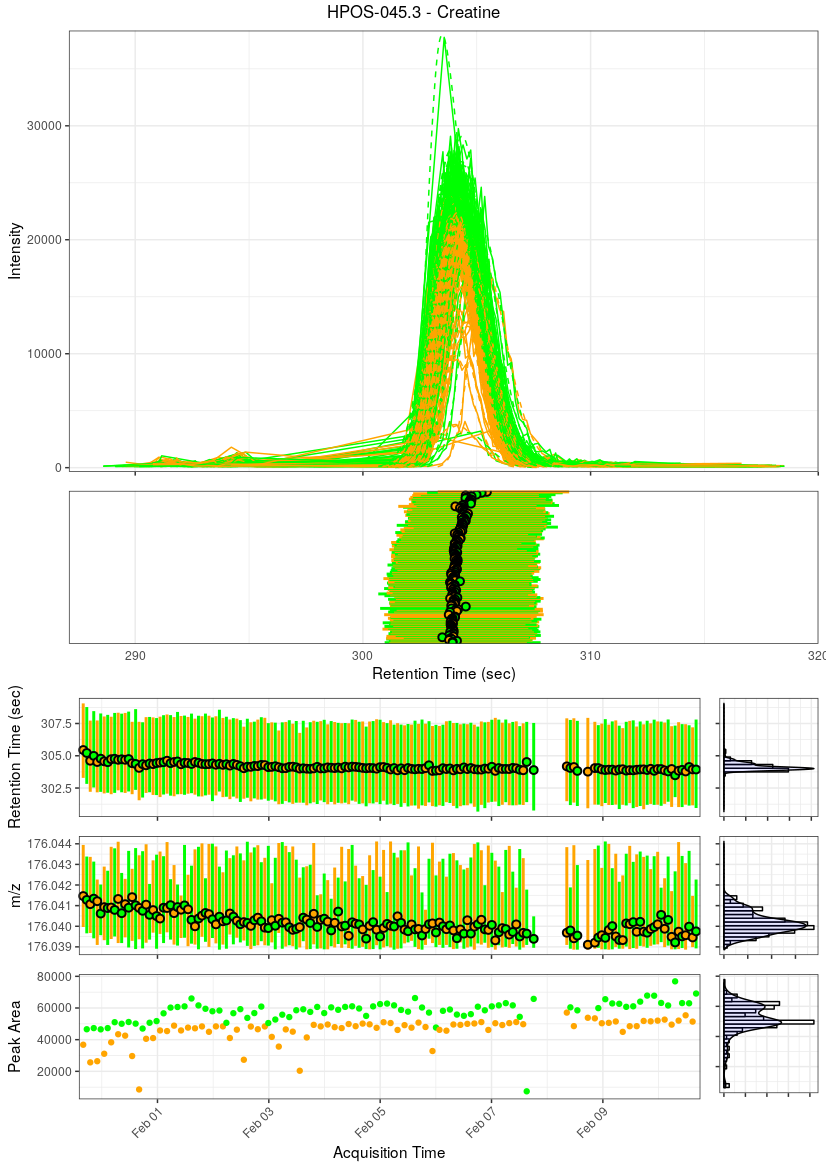 HPOS-045.3 - Creatine
Intensity
30000
20000
10000
0
290
300
310
320
Retention Time (sec)
Retention Time (sec)
307.5
305.0
302.5
m/z
176.044
176.043
176.042
176.041
176.040
176.039
Peak Area
80000
60000
40000
20000
Feb 01
Feb 03
Feb 05
Feb 07
Feb 09
Acquisition Time